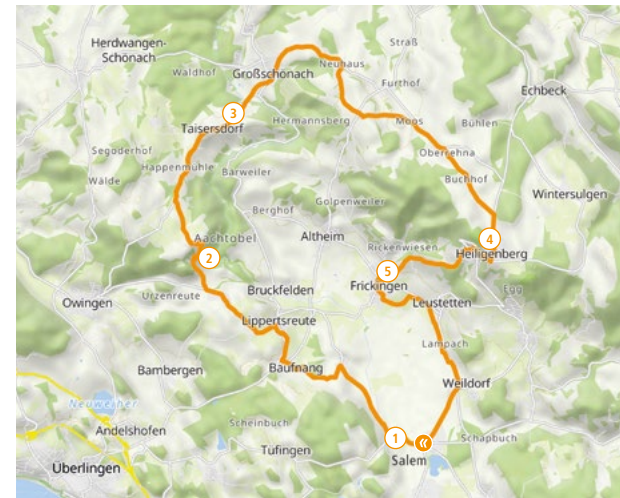 Straß
Herdwangen-
Schönach
Neuhaus
Waldhof
Großschönach
Furthof
Echbeck
3
Hermannsberg
Moos
Bühlen
Taisersdorf
Segoderhof
Oberrehna
Happenmühle
Bärweiler
Buchhof
Wälde
Wintersulgen
Golpenweiler
Berghof
Aachtobel
Altheim
4
Rickenwiesen
Heiligenberg
2
5
Frickingen
Egg
Bruckfelden
Urzenreute
Owingen
Leustetten
Lippertsreute
Lampach
Baufnang
Bambergen
Weildorf
Neuweiher
Andelshofen
Scheinbuch
1
«
Schapbuch
Tüfingen
Salem
Überlingen